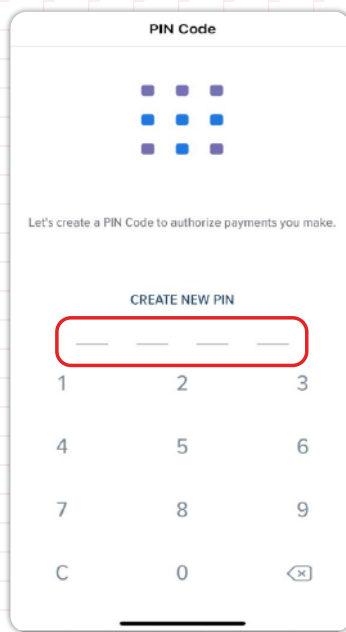 PIN Code
Let's create a PIN Code to authorize payments you make.
CREATE NEW PIN
1 2 3
4 5 6
7 8 9
C 0